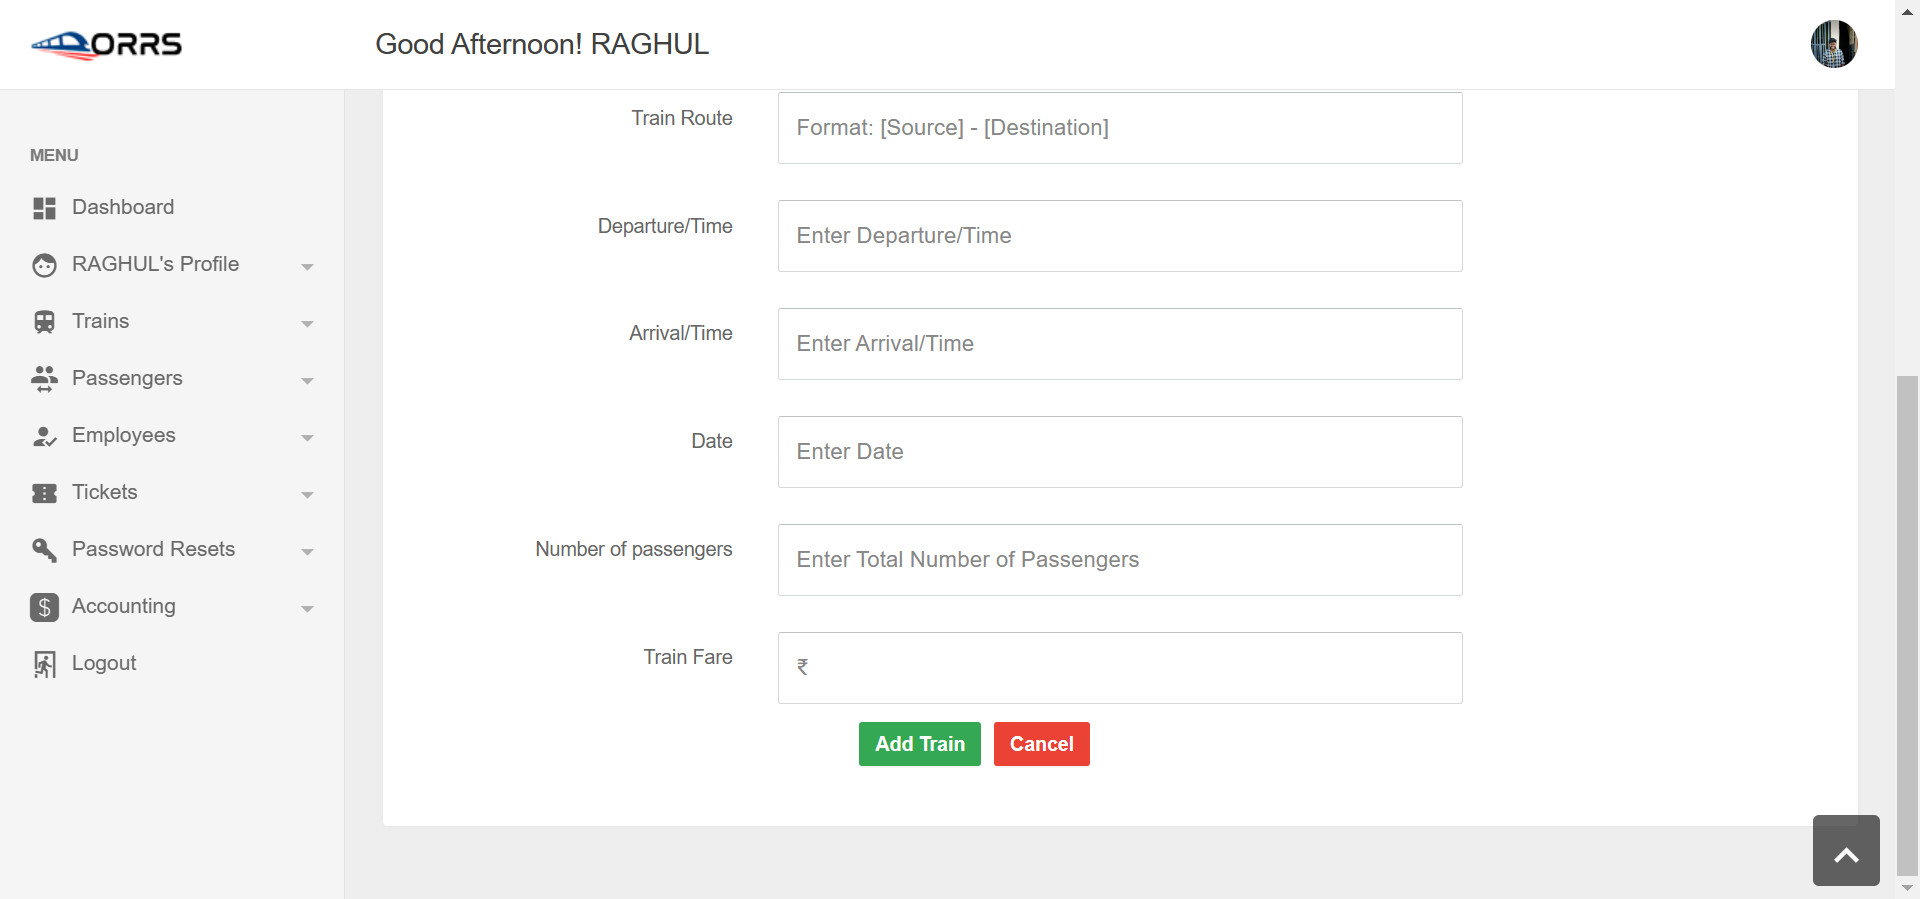 ORRS
Good Afternoon! RAGHUL
MENU
Dashboard
RAGHUL's Profile
Trains
Passengers
Employees
Tickets
Password Resets
$ Accounting
Logout
Train Route
Format: [Source] - [Destination]
Departure/Time
Enter Departure/Time
Arrival/Time
Enter Arrival/Time
Date
Enter Date
Number of passengers
Enter Total Number of Passengers
Train Fare
₹
Add Train
Cancel